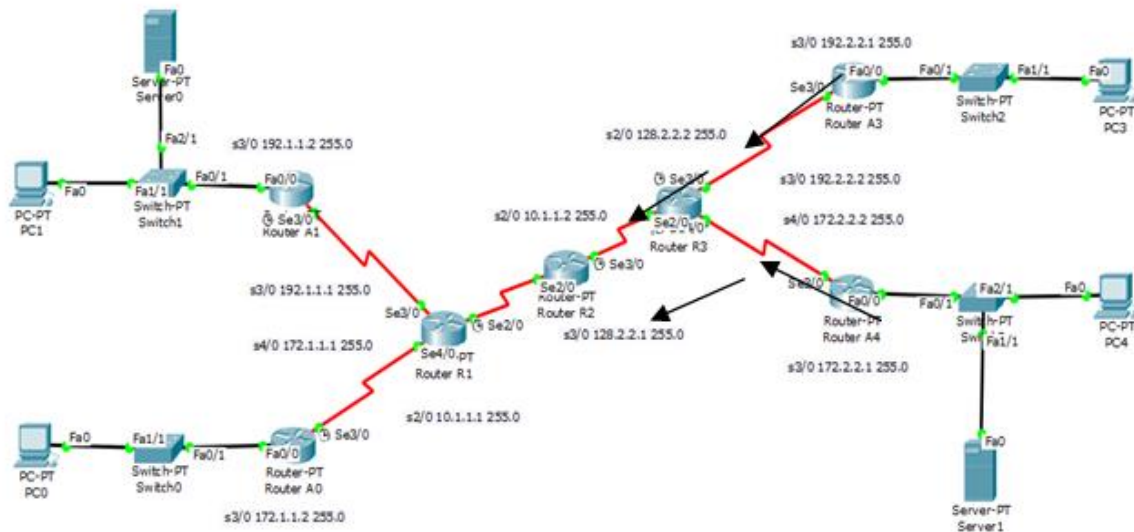 Fa0
Server-PT
Server0
Fa2/1
s3/0 192.1.1.2 255.0
Fa0
Fa1/1
Fa0/1
Fa0/0
PC-PT
PC1
Switch-PT
Switch1
Se3/0
Router A1
s3/0 192.1.1.1 255.0
s4/0 172.1.1.1 255.0
Se3/0
Se2/0
Se4/0
Router R1
s2/0 10.1.1.1 255.0
Fa0
Fa1/1
Fa0/1
Fa0/0
Se3/0
PC-PT
PC0
Switch-PT
Switch0
Router-PT
Router A0
s3/0 172.1.1.2 255.0
s2/0 10.1.1.2 255.0
Se2/0
Se3/0
Router-PT
Router R2
s3/0 128.2.2.1 255.0
s2/0 128.2.2.2 255.0
Se3/0
Se2/0
Router R3
s3/0 192.2.2.2 255.0
s4/0 172.2.2.2 255.0
s3/0 192.2.2.1 255.0
Se3/0
Fa0/0
Fa0/1
Fa1/1
Fa0
Router-PT
Router A3
Switch-PT
Switch2
PC-PT
PC3
Se3/0
Fa0/0
Fa0/1
Fa2/1
Fa0
Router-PT
Router A4
Switch-PT
Fa1/1
PC-PT
PC4
s3/0 172.2.2.1 255.0
Fa0
Server-PT
Server1